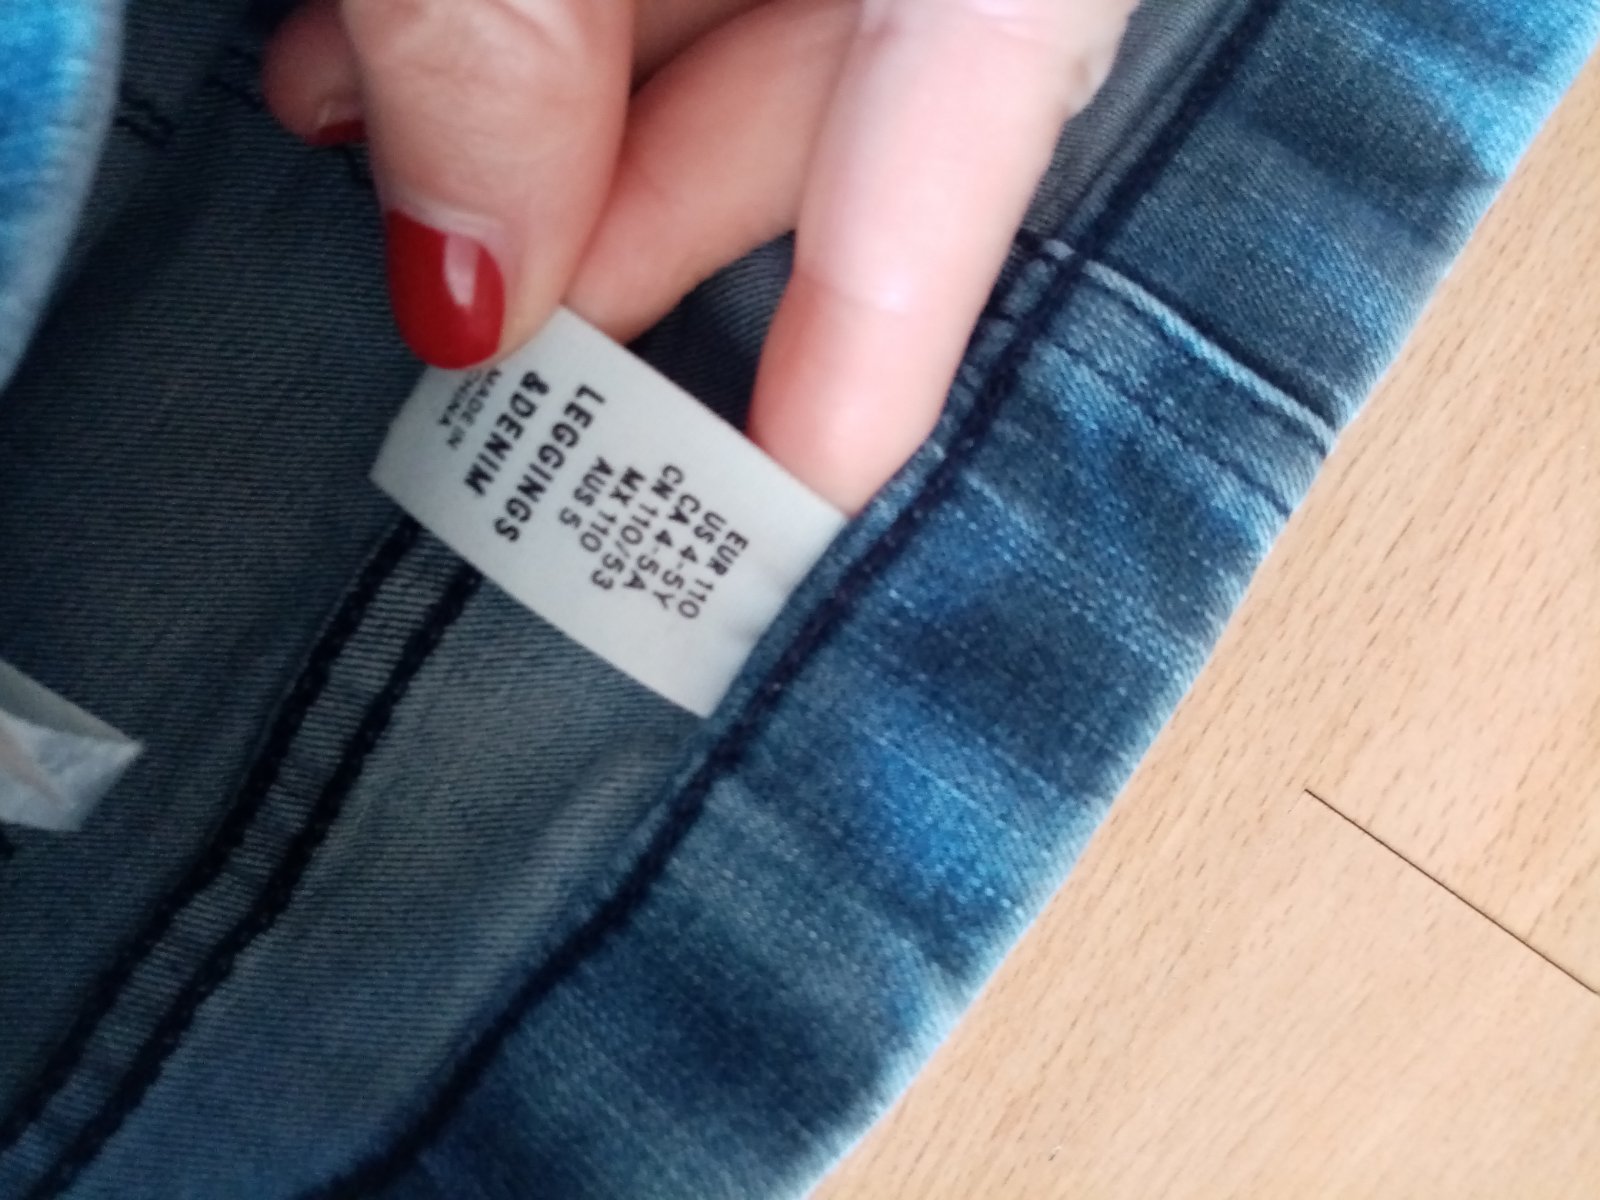 EUR 110
US 4-5Y
CA 4-5A
CN 110/53
MX 110
AUS 5
LEGGINGS
&DENIM
MADE IN
CHINA